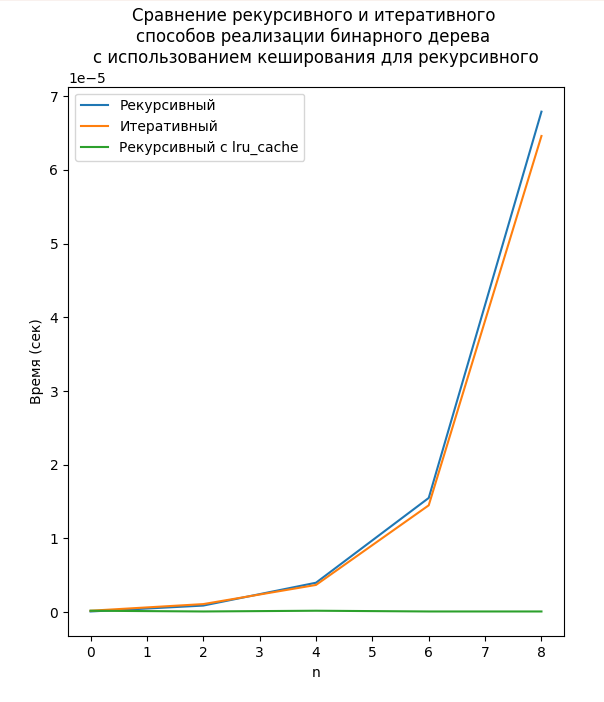 Сравнение рекурсивного и итеративного
способов реализации бинарного дерева
с использованием кеширования для рекурсивного
1e−5
Рекурсивный
Итеративный
Рекурсивный с lru_cache
7
6
5
4
3
2
1
0
Время (сек)
0 1 2 3 4 5 6 7 8
n